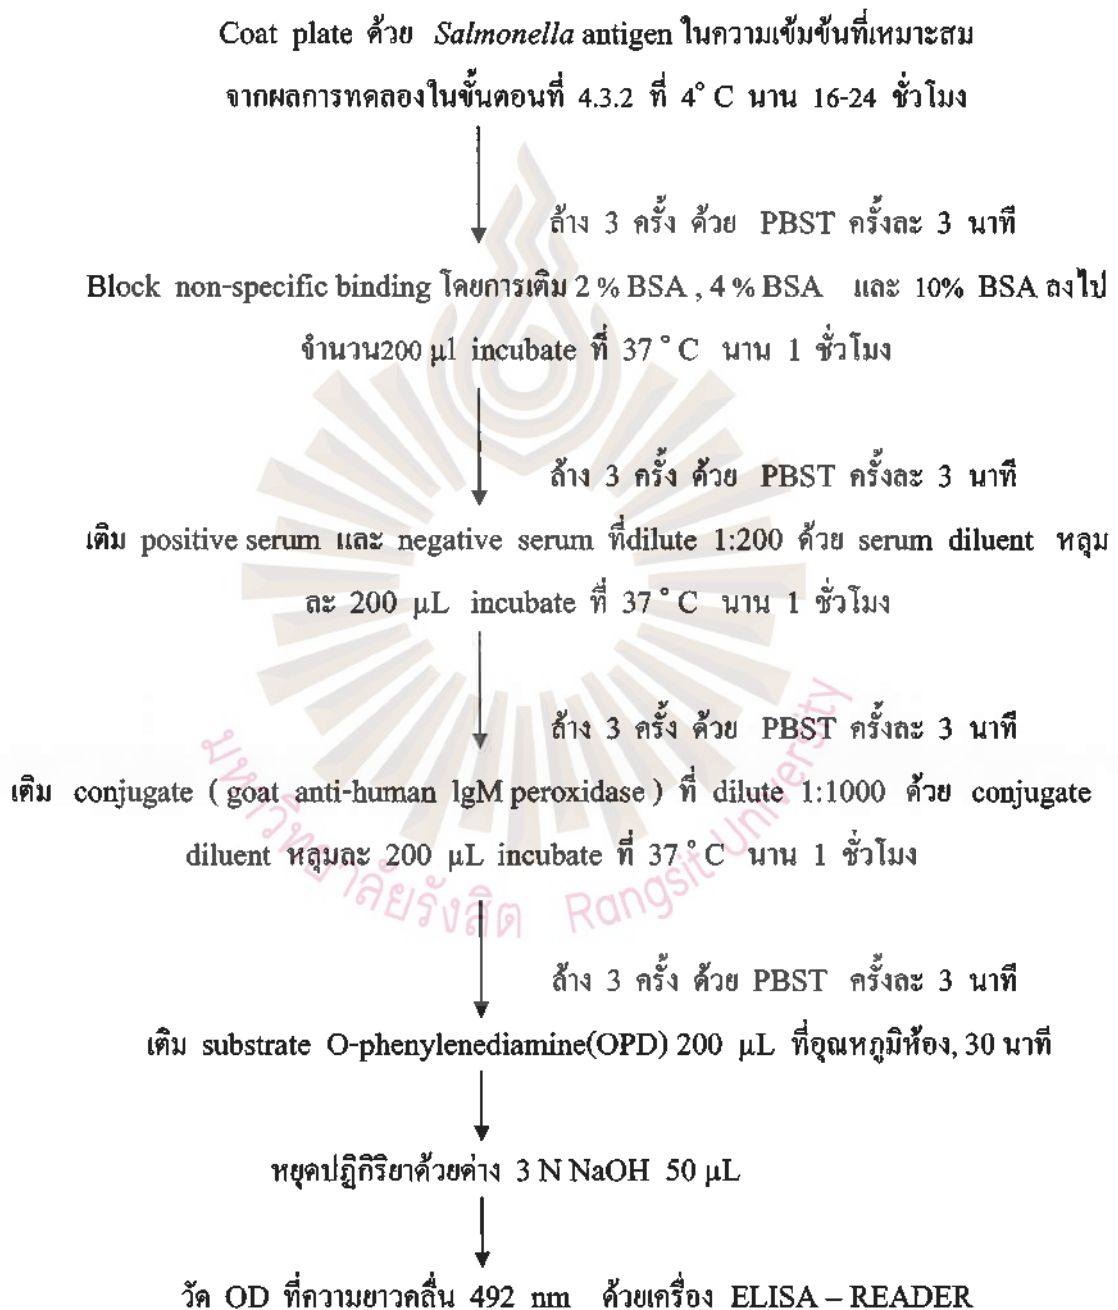 Coat plate ด้วย Salmonella antigen ในความเข้มข้นที่เหมาะสม
จากผลการทดลองในขั้นตอนที่ 4.3.2 ที่ 4° C นาน 16-24 ชั่วโมง
ล้าง 3 ครั้ง ด้วย PBST ครั้งละ 3 นาที
Block non-specific binding โดยการเติม 2 % BSA , 4 % BSA และ 10% BSA ลงไป
จำนวน200 µl incubate ที่ 37 ° C นาน 1 ชั่วโมง
ล้าง 3 ครั้ง ด้วย PBST ครั้งละ 3 นาที
เติม positive serum และ negative serum ที่dilute 1:200 ด้วย serum diluent หลุม
ละ 200 µL incubate ที่ 37 ° C นาน 1 ชั่วโมง
ล้าง 3 ครั้ง ด้วย PBST ครั้งละ 3 นาที
เติม conjugate ( goat anti-human lgM peroxidase ) ที่ dilute 1:1000 ด้วย conjugate
diluent หลุมละ 200 µL incubate ที่ 37 ° C นาน 1 ชั่วโมง
มหาวิทยาลัยรังสิต Rangsit University
ล้าง 3 ครั้ง ด้วย PBST ครั้งละ 3 นาที
เติม substrate O-phenylenediamine(OPD) 200 µL ที่อุณหภูมิห้อง, 30 นาที
หยุดปฏิกิริยาด้วยด่าง 3 N NaOH 50 µL
วัด OD ที่ความยาวคลื่น 492 nm ด้วยเครื่อง ELISA – READER